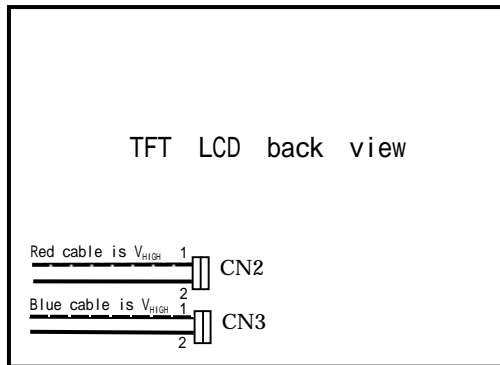 TFT LCD back view
Red cable is VHIGH 1
CN2
2
Blue cable is VHIGH 1
CN3
2